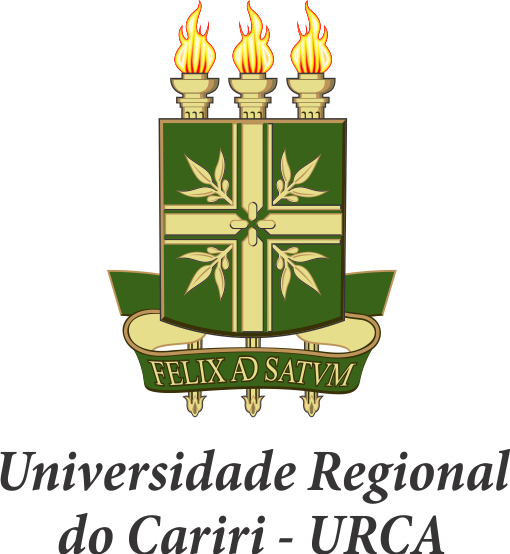 FELIX AD SATVM
Universidade Regional
do Cariri - URCA